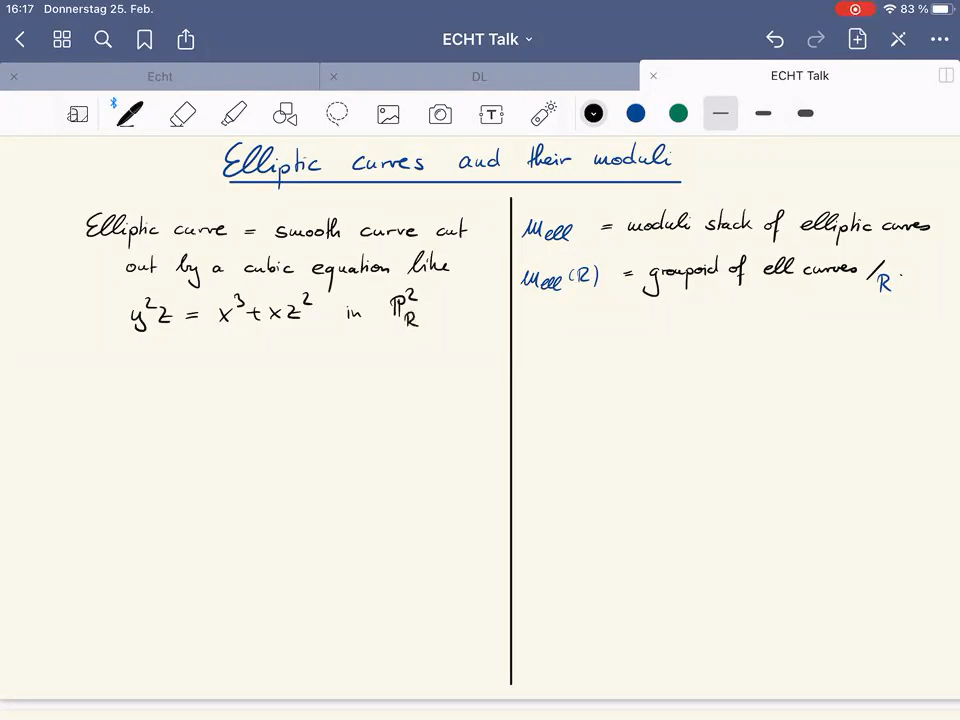 16:17 Donnerstag 25. Feb. 83 %
ECHT Talk
Echt DL ECHT Talk
Elliptic curves and their moduli
Elliptic curve = smooth curve cut
out by a cubic equation like
y²z = x³ + xz² in ℙ²_R
M_ell = moduli stack of elliptic curves
M_ell (R) = groupoid of ell curves /R.